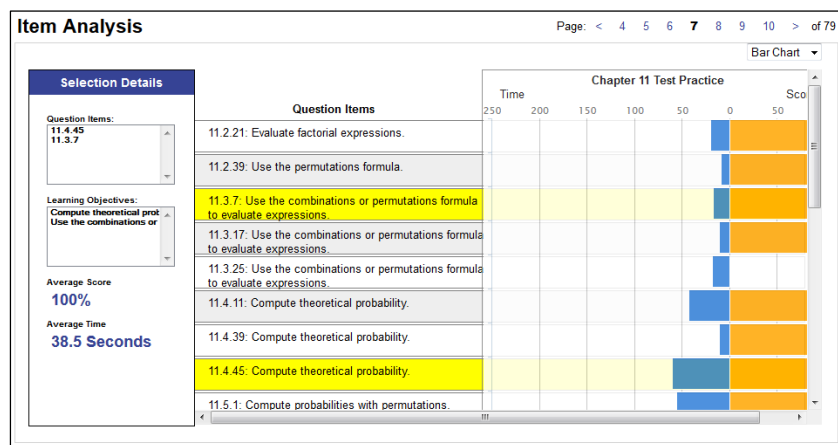 Item Analysis
Page: < 4 5 6 7 8 9 10 > of 79
Bar Chart
Selection Details
Question Items:
11.4.45
11.3.7
Learning Objectives:
Compute theoretical prob
Use the combinations or
Average Score
100%
Average Time
38.5 Seconds
Question Items
Chapter 11 Test Practice
Time Sco
250 200 150 100 50 0 50
11.2.21: Evaluate factorial expressions.
11.2.39: Use the permutations formula.
11.3.7: Use the combinations or permutations formula
to evaluate expressions.
11.3.17: Use the combinations or permutations formula
to evaluate expressions.
11.3.25: Use the combinations or permutations formula
to evaluate expressions.
11.4.11: Compute theoretical probability.
11.4.39: Compute theoretical probability.
11.4.45: Compute theoretical probability.
11.5.1: Compute probabilities with permutations.